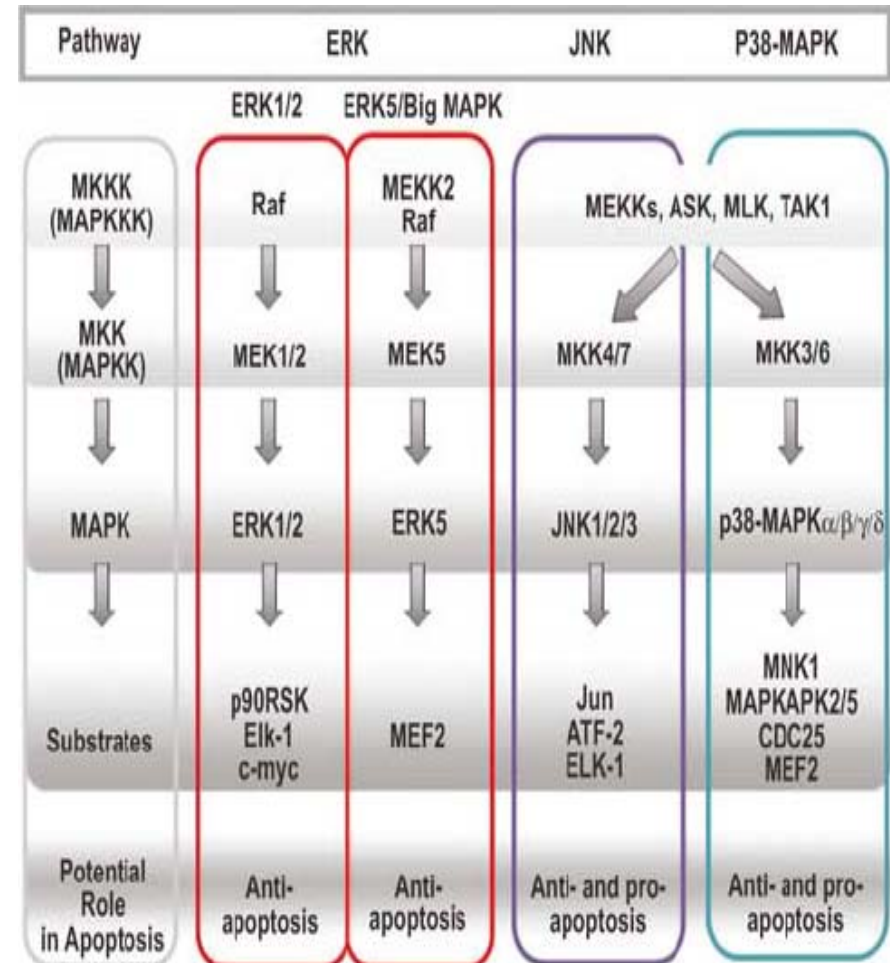 Pathway ERK JNK P38-MAPK
ERK1/2 ERK5/Big MAPK
MKKK
(MAPKKK)
Raf
MEKK2
Raf
MEKKs, ASK, MLK, TAK1
MKK
(MAPKK)
MEK1/2
MEK5
MKK4/7
MKK3/6
MAPK
ERK1/2
ERK5
JNK1/2/3
p38-MAPKα/β/γ/δ
Substrates
p90RSK
Elk-1
c-myc
MEF2
Jun
ATF-2
ELK-1
MNK1
MAPKAPK2/5
CDC25
MEF2
Potential
Role
in Apoptosis
Anti-
apoptosis
Anti-
apoptosis
Anti- and pro-
apoptosis
Anti- and pro-
apoptosis